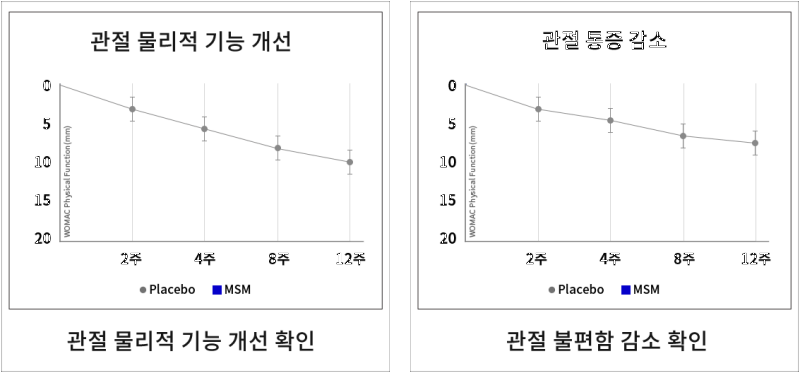 관절 물리적 기능 개선
0
5
10
15
20
WOMAC Physical Function(mm)
2주
4주
8주
12주
Placebo
MSM
관절 물리적 기능 개선 확인
관절 통증 감소
0
5
10
15
20
WOMAC Physical Function(mm)
2주
4주
8주
12주
Placebo
MSM
관절 불편함 감소 확인